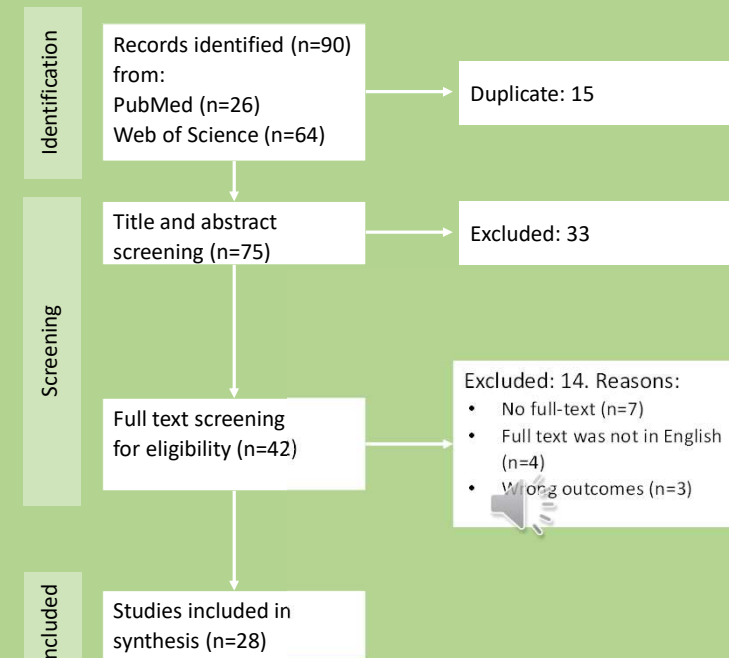 Identification
Records identified (n=90)
from:
PubMed (n=26)
Web of Science (n=64)
Duplicate: 15
Screening
Title and abstract
screening (n=75)
Excluded: 33
Full text screening
for eligibility (n=42)
Excluded: 14. Reasons:
• No full-text (n=7)
• Full text was not in English
(n=4)
• Wrong outcomes (n=3)
ncluded
Studies included in
synthesis (n=28)